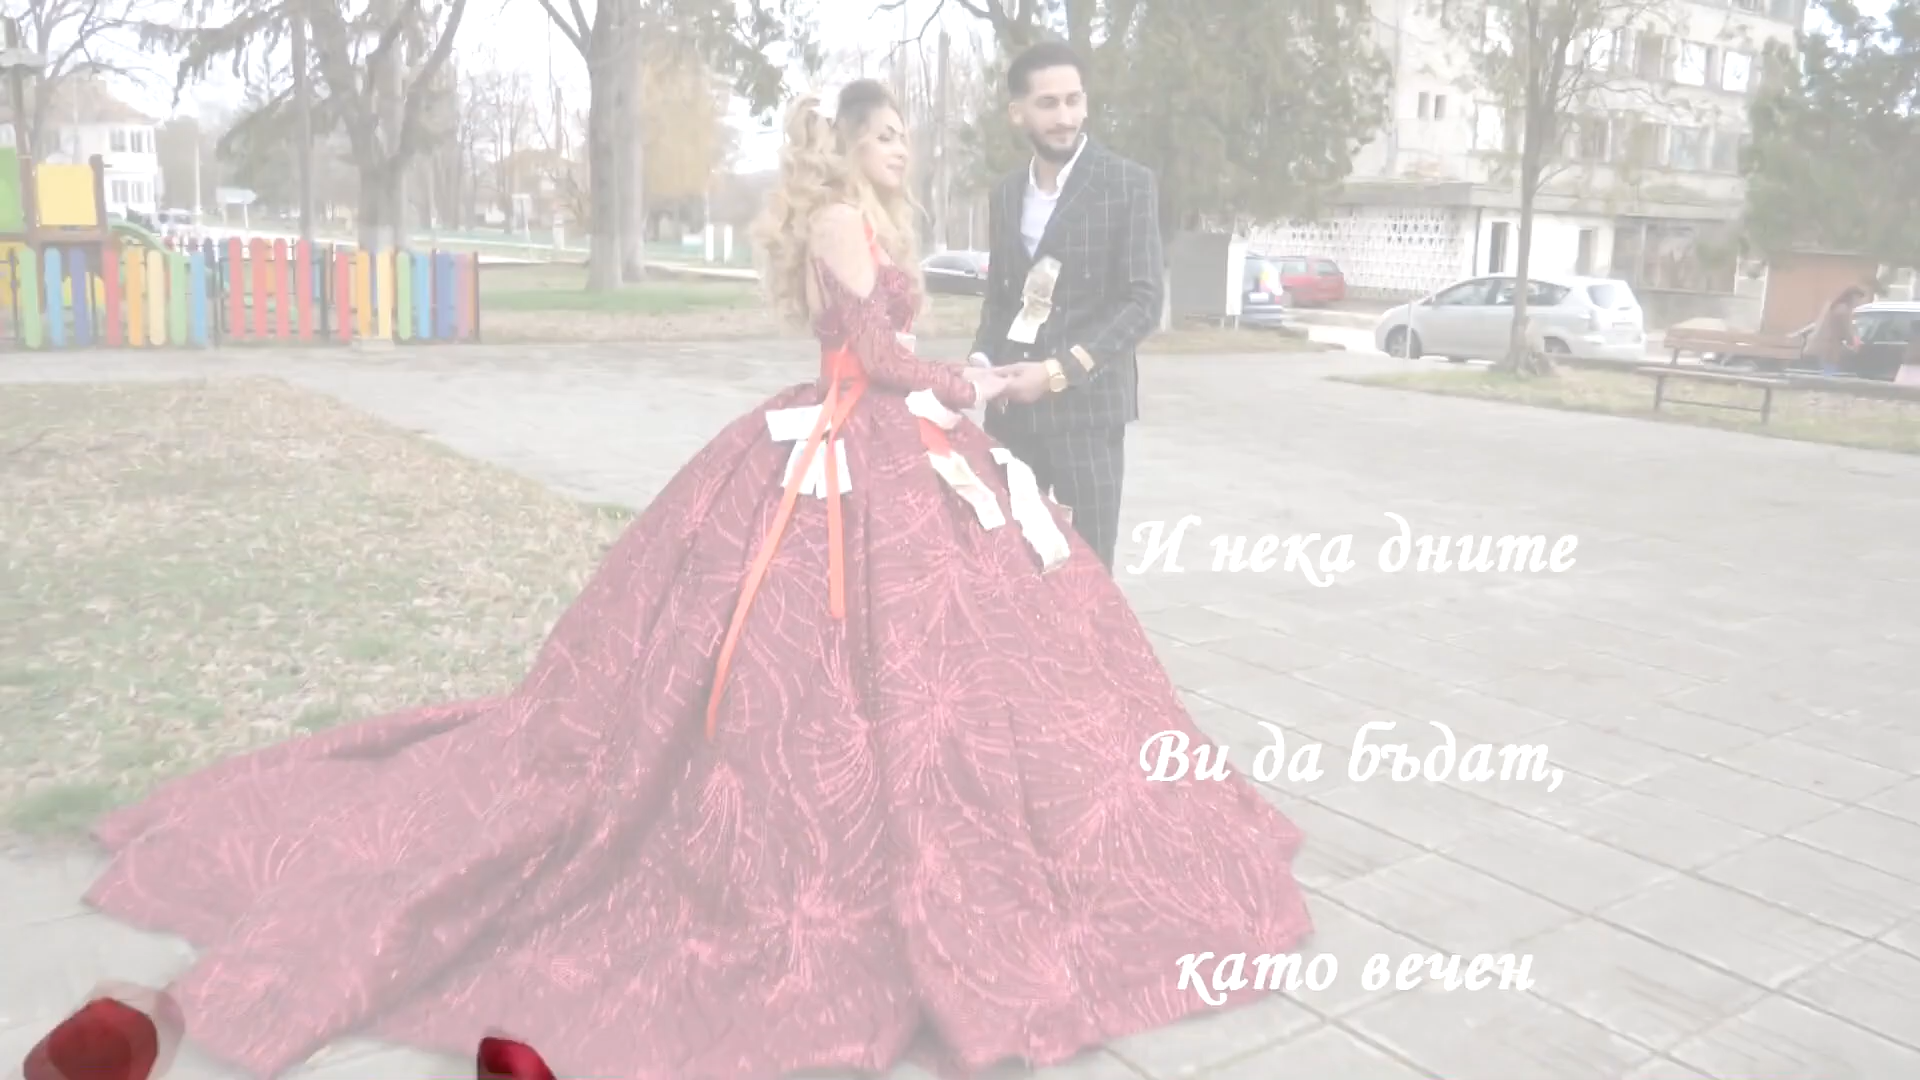 И нека дните
Ви да бъдат,
като вечен